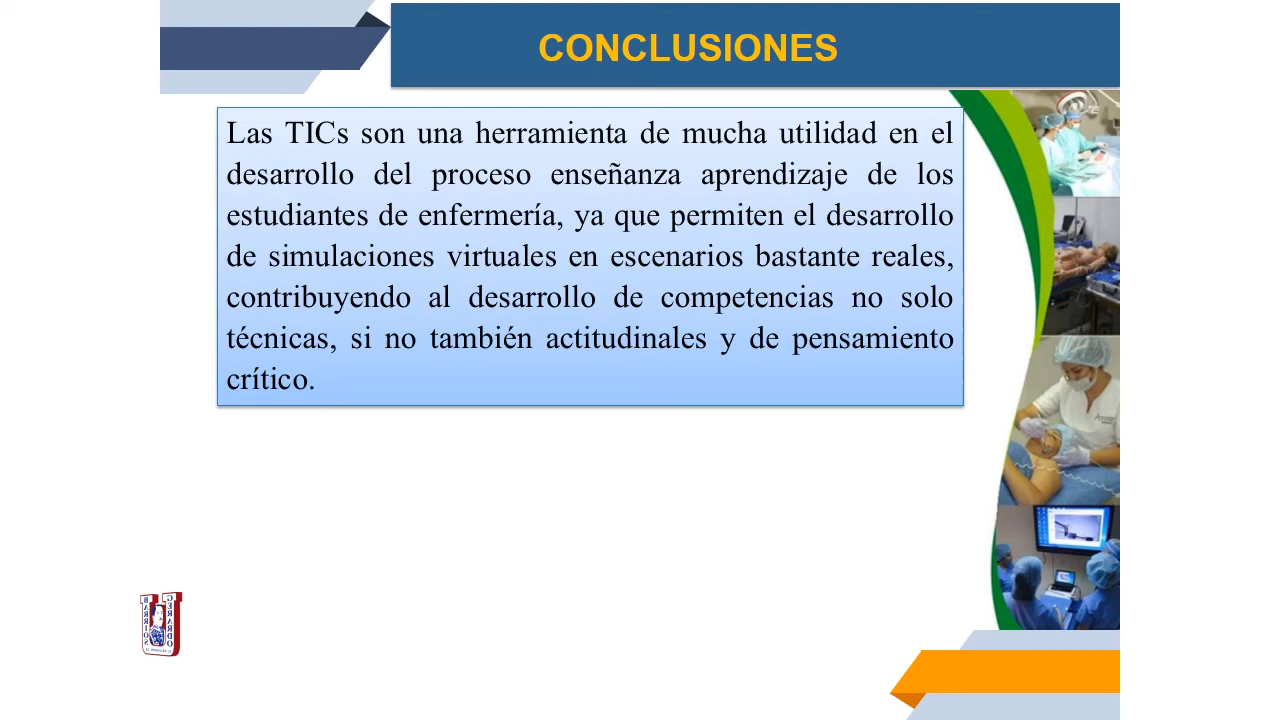 CONCLUSIONES
Las TICs son una herramienta de mucha utilidad en el
desarrollo del proceso enseñanza aprendizaje de los
estudiantes de enfermería, ya que permiten el desarrollo
de simulaciones virtuales en escenarios bastante reales,
contribuyendo al desarrollo de competencias no solo
técnicas, si no también actitudinales y de pensamiento
crítico.
BARRIOS
GERARDO